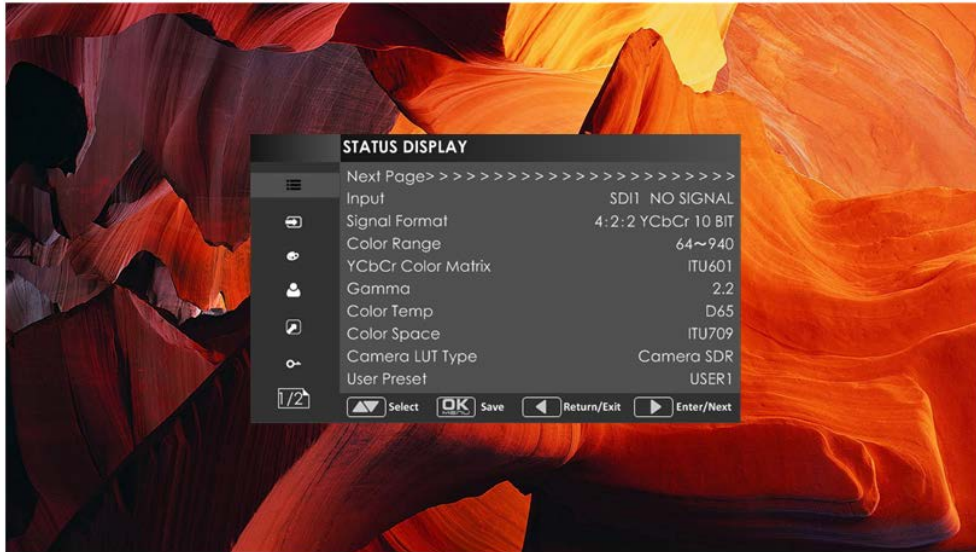 STATUS DISPLAY
Next Page> > > > > > > > > > > > > > > > > > > > > > > >
Input SDI1 NO SIGNAL
Signal Format 4:2:2 YCbCr 10 BIT
Color Range 64～940
YCbCr Color Matrix ITU601
Gamma 2.2
Color Temp D65
Color Space ITU709
Camera LUT Type Camera SDR
User Preset USER1
1/2
Select OK MENU Save Return/Exit Enter/Next